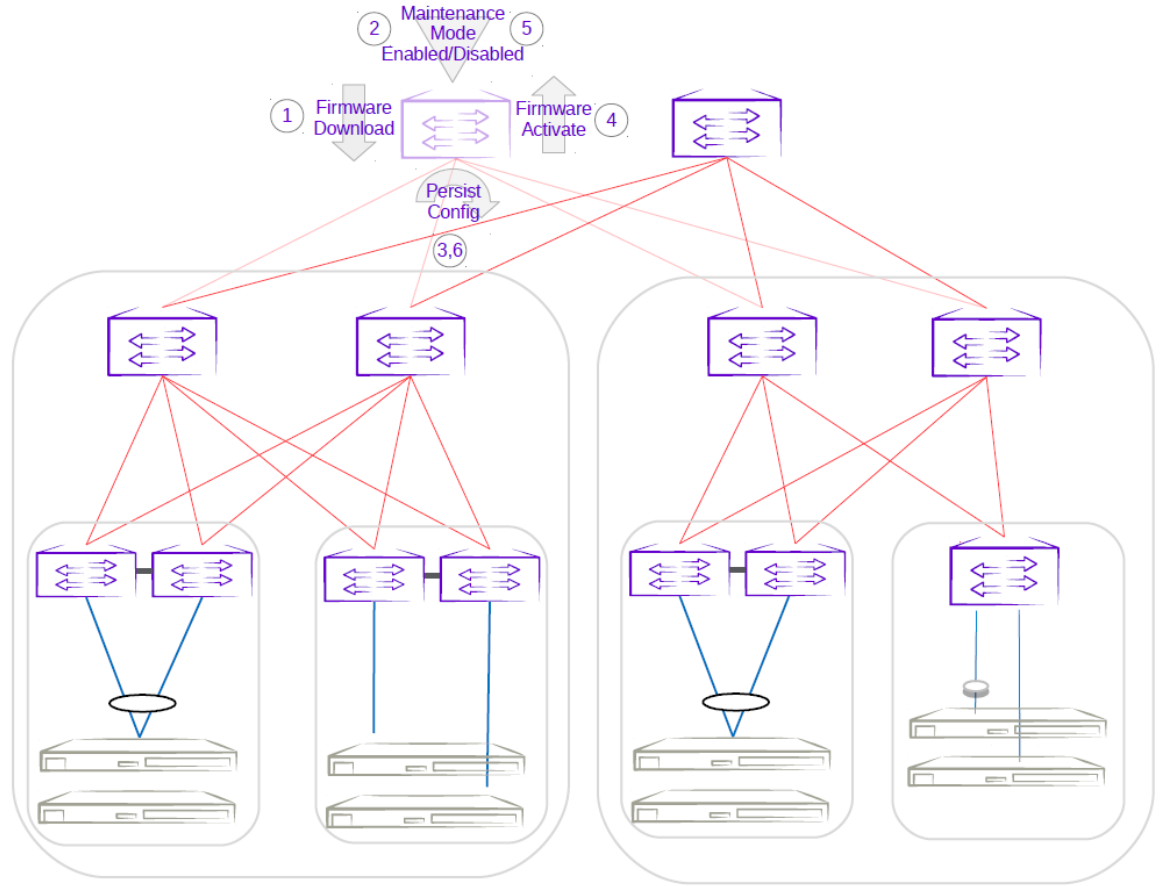 2
Maintenance
Mode
Enabled/Disabled
5
1
Firmware
Download
Firmware
Activate
4
Persist
Config
3,6